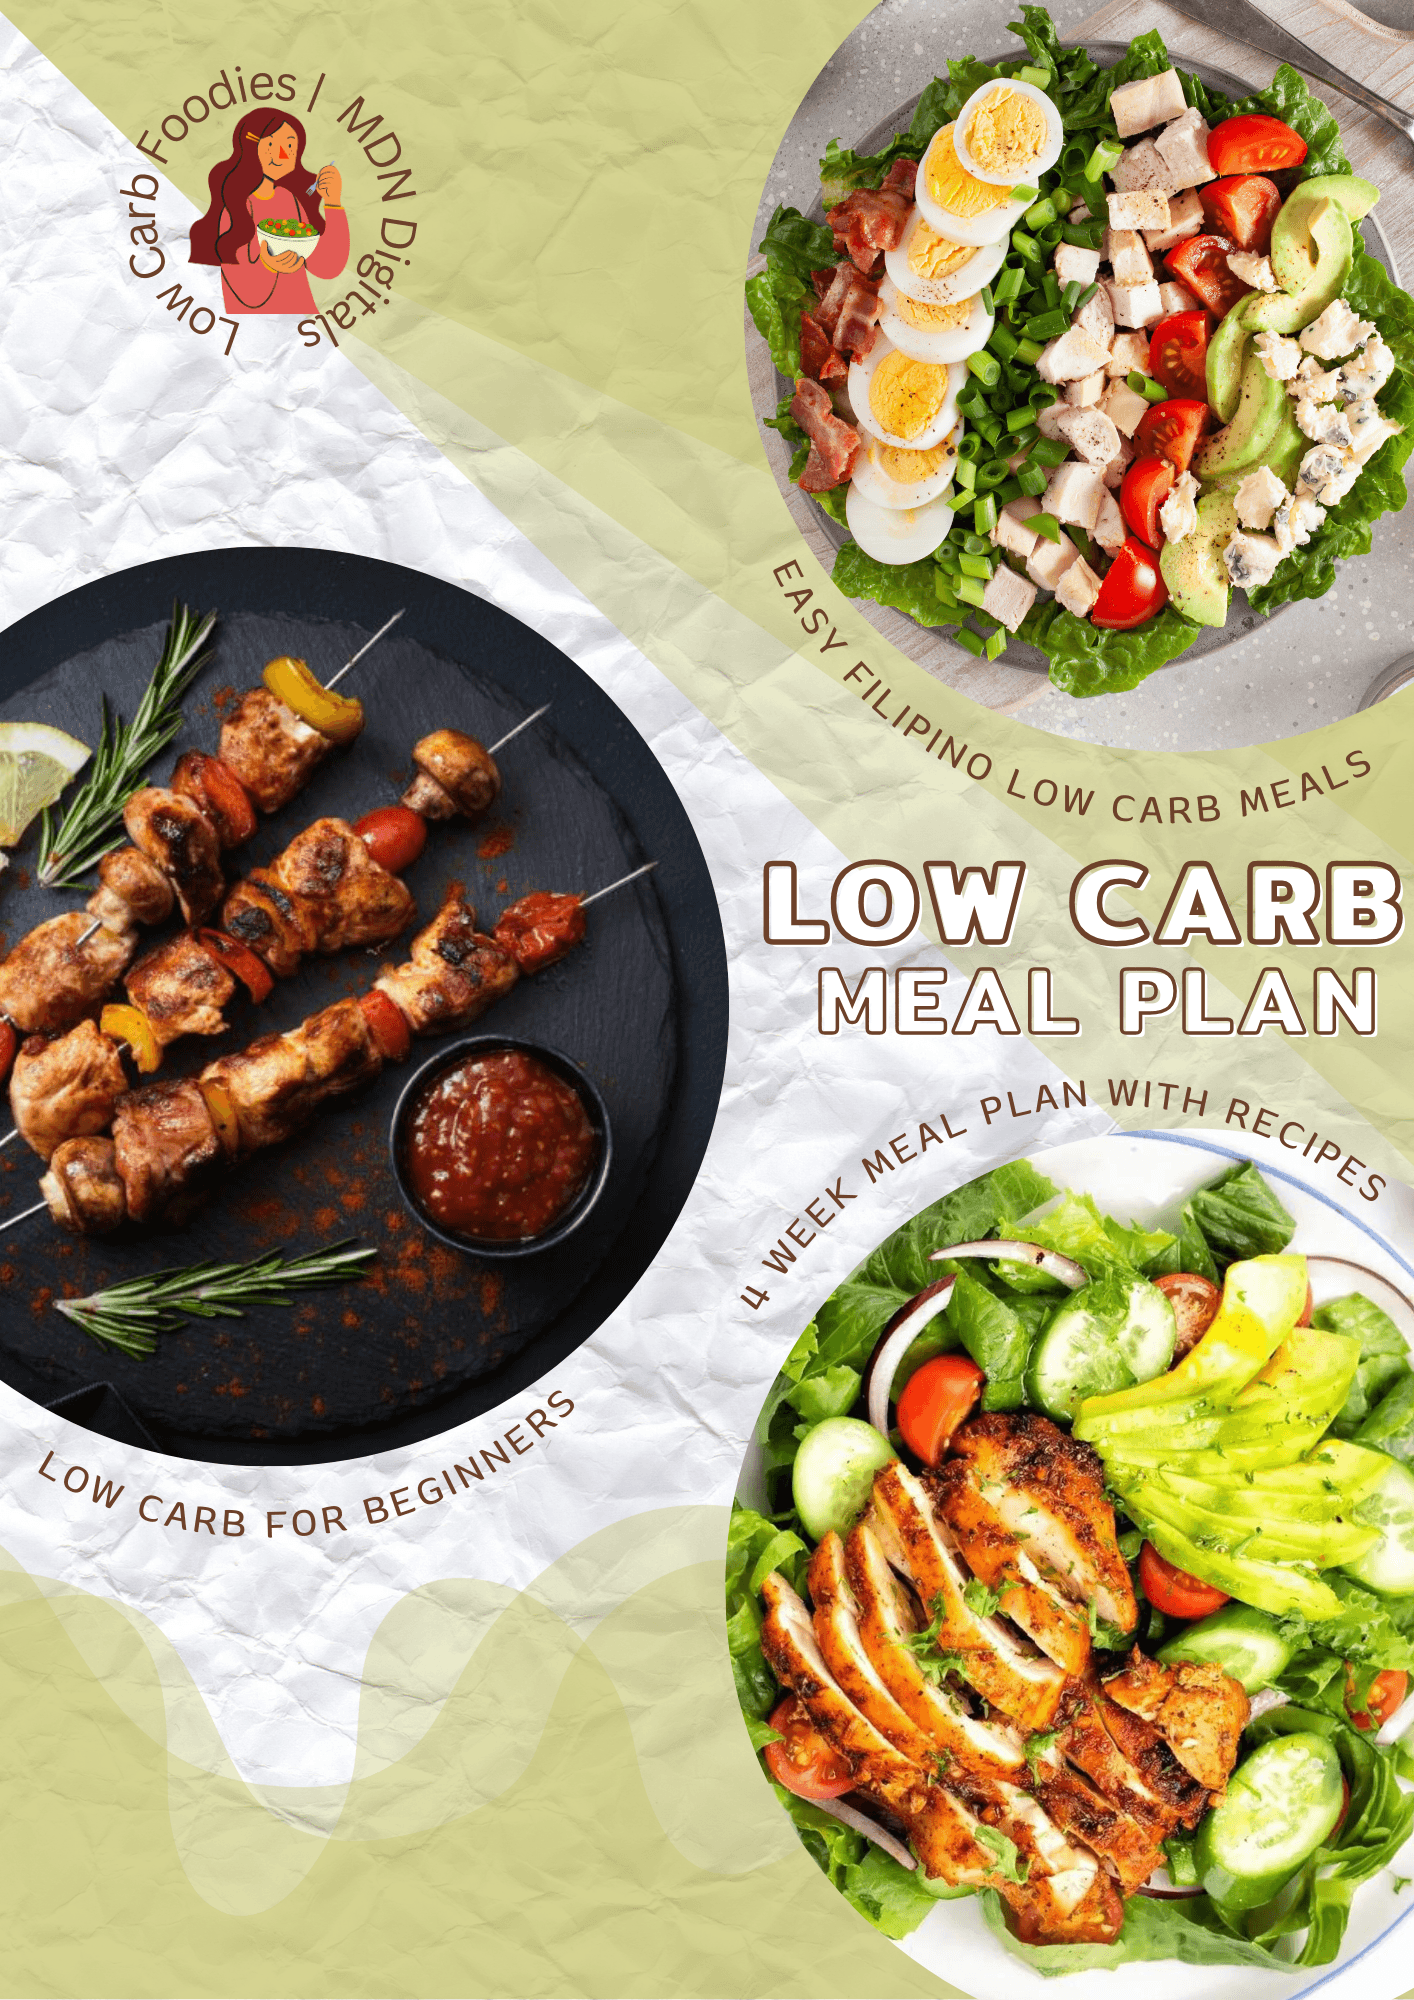 Low Carb Foodies | MDN Digitals
EASY FILIPINO LOW CARB MEALS
LOW CARB
MEAL PLAN
4 WEEK MEAL PLAN WITH RECIPES
LOW CARB FOR BEGINNERS